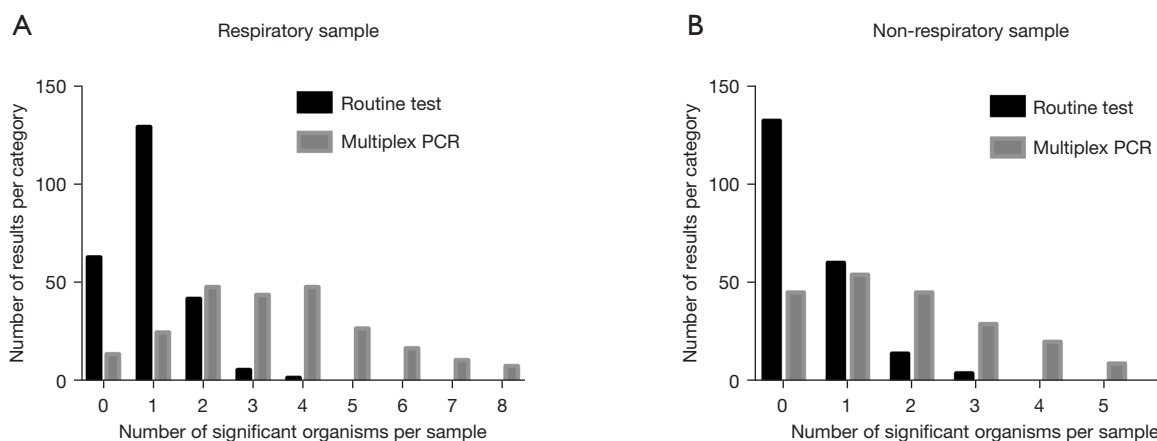 A
Respiratory sample
Number of results per category
150
100
50
0
Routine test
Multiplex PCR
0 1 2 3 4 5 6 7 8
Number of significant organisms per sample
B
Non-respiratory sample
Number of results per category
150
100
50
0
Routine test
Multiplex PCR
0 1 2 3 4 5
Number of significant organisms per sample